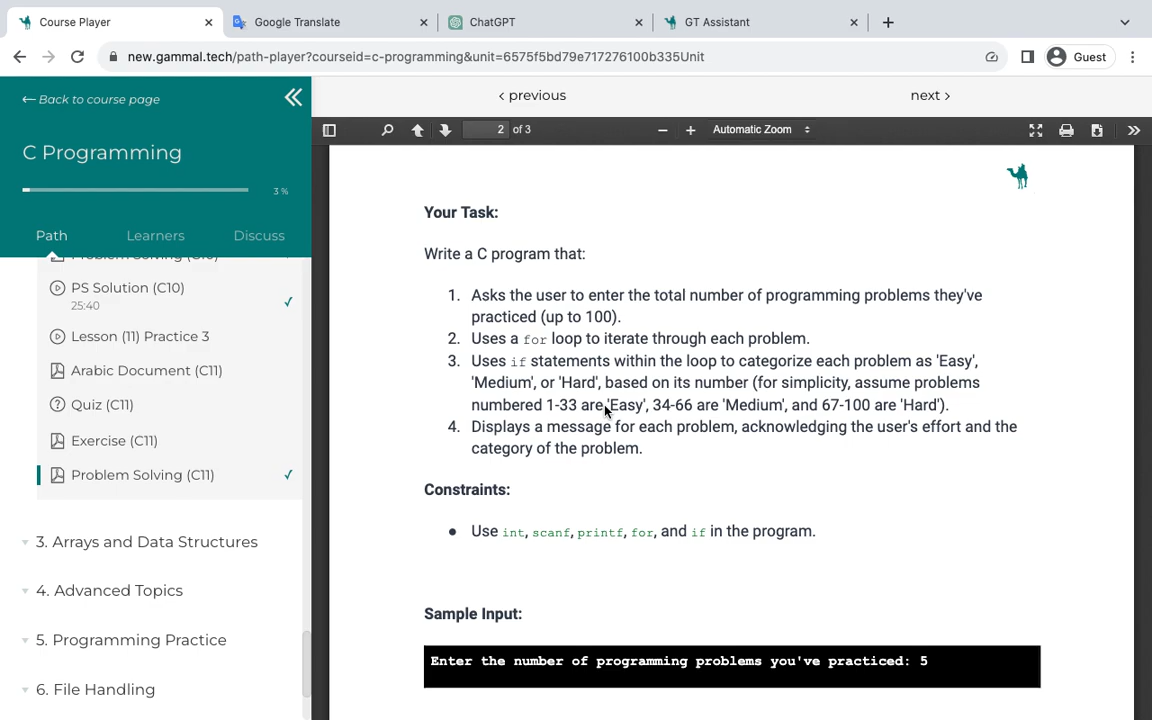 Course Player
Google Translate
ChatGPT
GT Assistant
new.gammal.tech/path-player?courseid=c-programming&unit=6575f5bd79e717276100b335Unit
Guest
← Back to course page
C Programming
3 %
Path
Learners
Discuss
PS Solution (C10)
25:40
Lesson (11) Practice 3
Arabic Document (C11)
Quiz (C11)
Exercise (C11)
Problem Solving (C11)
3. Arrays and Data Structures
4. Advanced Topics
5. Programming Practice
6. File Handling
‹ previous
next ›
2 of 3
Automatic Zoom
Your Task:
Write a C program that:
1. Asks the user to enter the total number of programming problems they've
practiced (up to 100).
2. Uses a for loop to iterate through each problem.
3. Uses if statements within the loop to categorize each problem as 'Easy',
'Medium', or 'Hard', based on its number (for simplicity, assume problems
numbered 1-33 are 'Easy', 34-66 are 'Medium', and 67-100 are 'Hard').
4. Displays a message for each problem, acknowledging the user's effort and the
category of the problem.
Constraints:
● Use int, scanf, printf, for, and if in the program.
Sample Input:
Enter the number of programming problems you've practiced: 5